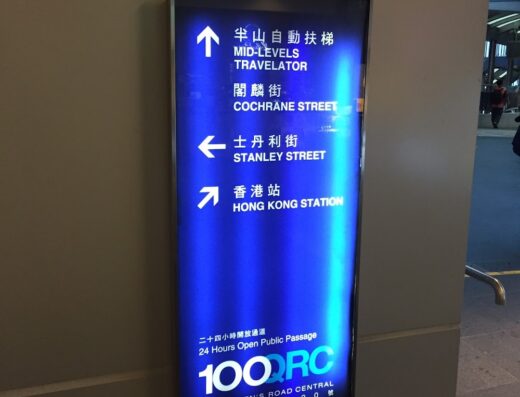 半山自動扶梯
MID-LEVELS
TRAVELATOR
閣麟街
COCHRANE STREET
士丹利街
STANLEY STREET
香港站
HONG KONG STATION
二十四小時開放通道
24 Hours Open Public Passage
100QRC
ROAD CENTRAL